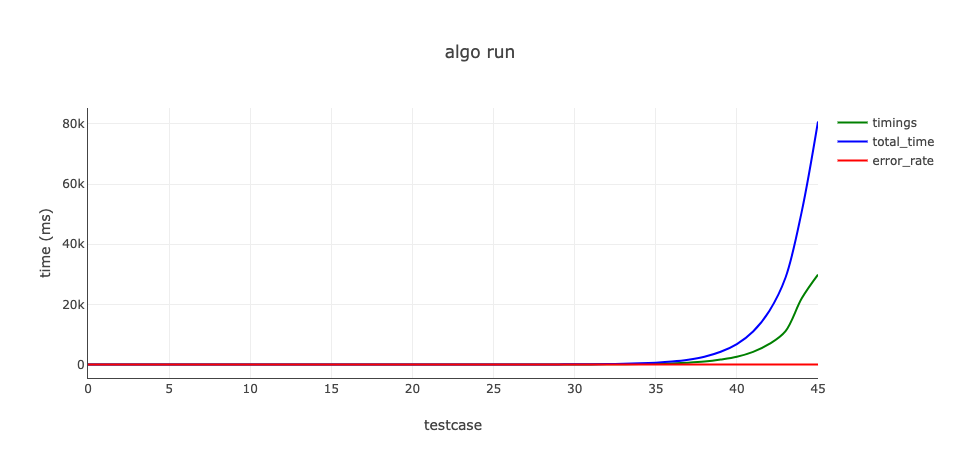 algo run
80k
60k
40k
20k
0
time (ms)
0 5 10 15 20 25 30 35 40 45
testcase
timings
total_time
error_rate